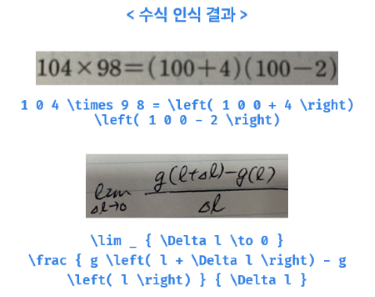 < 수식 인식 결과 >
104×98=(100+4)(100−2)
1 0 4 \times 9 8 = \left( 1 0 0 + 4 \right)
\left( 1 0 0 - 2 \right)
lim g(l+Δl)−g(l)
Δl→0 Δl
\lim _ { \Delta l \to 0 }
\frac { g \left( l + \Delta l \right) - g
\left( l \right) } { \Delta l }